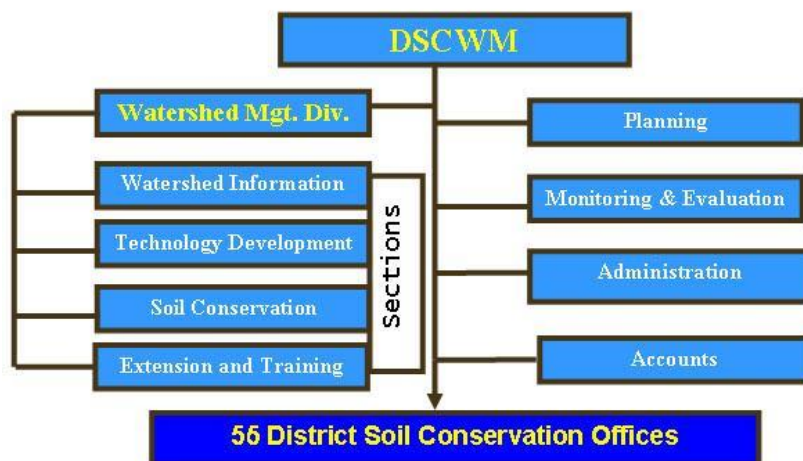 DSCWM
Watershed Mgt. Div.
Watershed Information
Technology Development
Soil Conservation
Extension and Training
Sections
Planning
Monitoring & Evaluation
Administration
Accounts
55 District Soil Conservation Offices